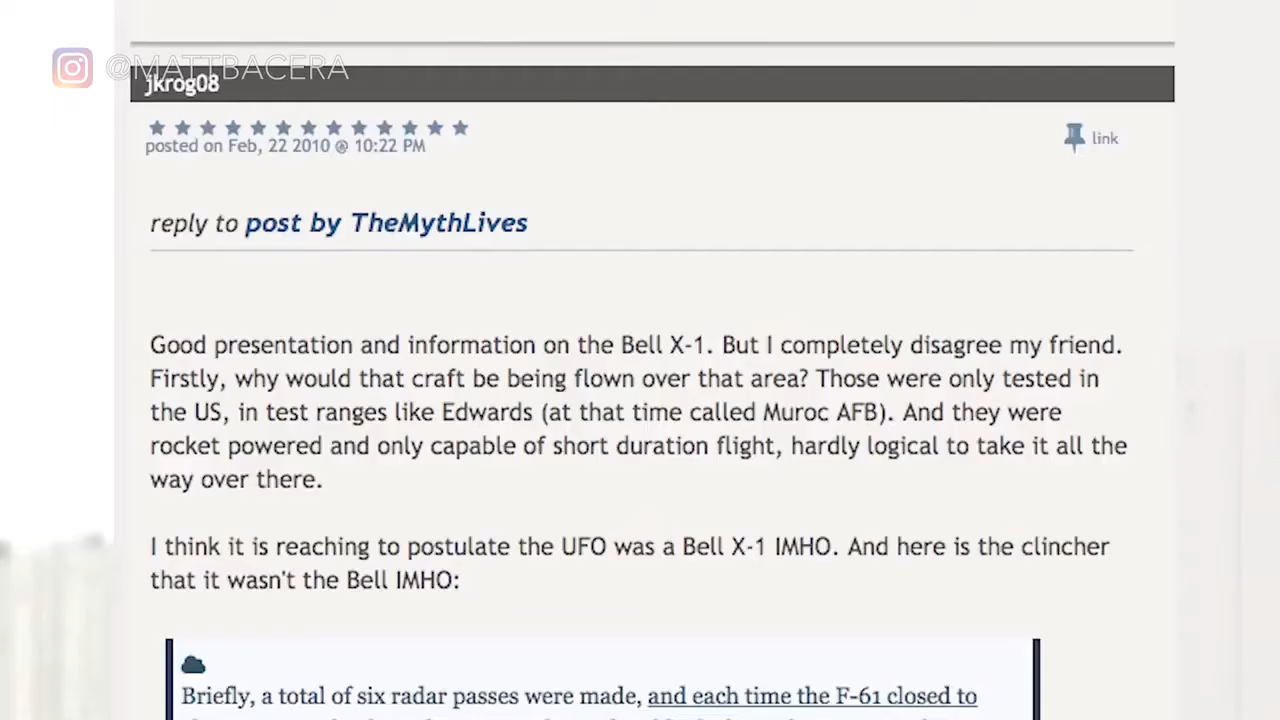 @MATTBACERA
jkrog08
posted on Feb, 22 2010 @ 10:22 PM
link
reply to post by TheMythLives
Good presentation and information on the Bell X-1. But I completely disagree my friend.
Firstly, why would that craft be being flown over that area? Those were only tested in
the US, in test ranges like Edwards (at that time called Muroc AFB). And they were
rocket powered and only capable of short duration flight, hardly logical to take it all the
way over there.
I think it is reaching to postulate the UFO was a Bell X-1 IMHO. And here is the clincher
that it wasn't the Bell IMHO:
Briefly, a total of six radar passes were made, and each time the F-61 closed to